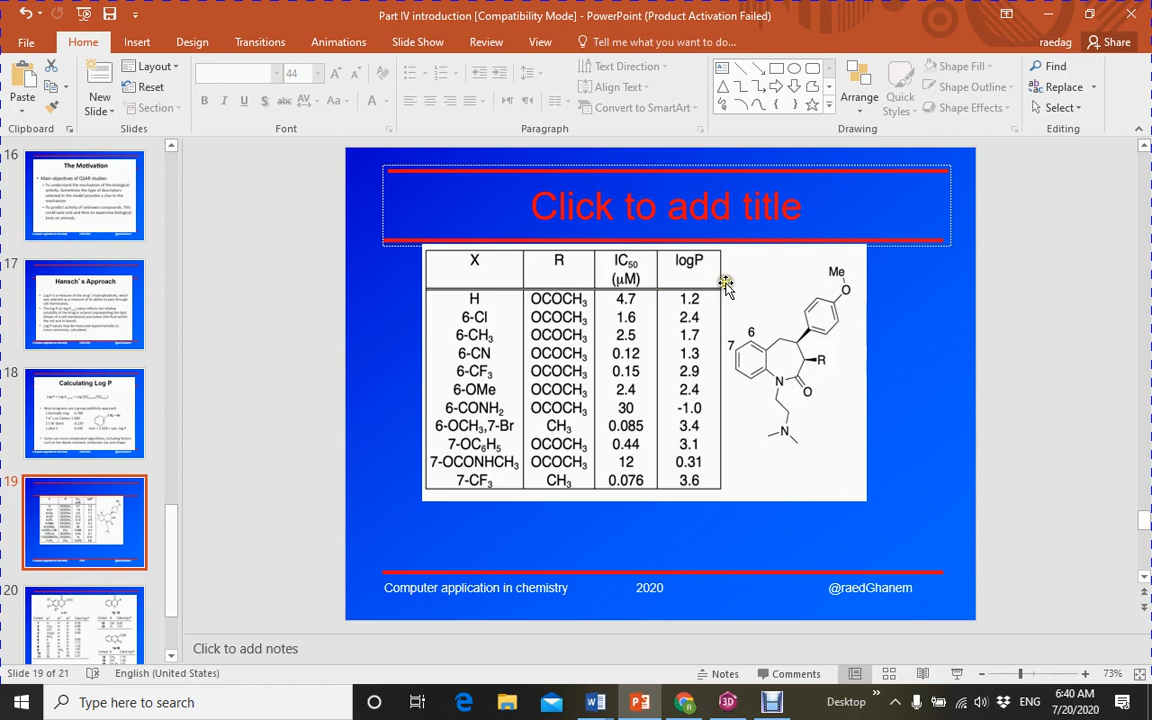 Part IV introduction [Compatibility Mode] - PowerPoint (Product Activation Failed)
File Home Insert Design Transitions Animations Slide Show Review View Tell me what you want to do... raedag Share
Paste
New Slide
Layout
Reset
Section
44
B I U S abc AV Aa A
Text Direction
Align Text
Convert to SmartArt
Arrange
Quick Styles
Shape Fill
Shape Outline
Shape Effects
Find
Replace
Select
Clipboard Slides Font Paragraph Drawing Editing
16
The Motivation
Main objectives of QSAR studies:
17
Hansch's Approach
18
Calculating Log P
19
20
Click to add title
X R IC₅₀ (μM) logP
H OCOCH₃ 4.7 1.2
6-Cl OCOCH₃ 1.6 2.4
6-CH₃ OCOCH₃ 2.5 1.7
6-CN OCOCH₃ 0.12 1.3
6-CF₃ OCOCH₃ 0.15 2.9
6-OMe OCOCH₃ 2.4 2.4
6-CONH₂ OCOCH₃ 30 -1.0
6-OCH₃,7-Br CH₃ 0.085 3.4
7-OC₆H₅ OCOCH₃ 0.44 3.1
7-OCONHCH₃ OCOCH₃ 12 0.31
7-CF₃ CH₃ 0.076 3.6
Me
O
6
7
R
N
O
N
Computer application in chemistry 2020 @raedGhanem
Click to add notes
Slide 19 of 21 English (United States) Notes Comments 73%
Type here to search
Desktop ENG 6:40 AM
7/20/2020